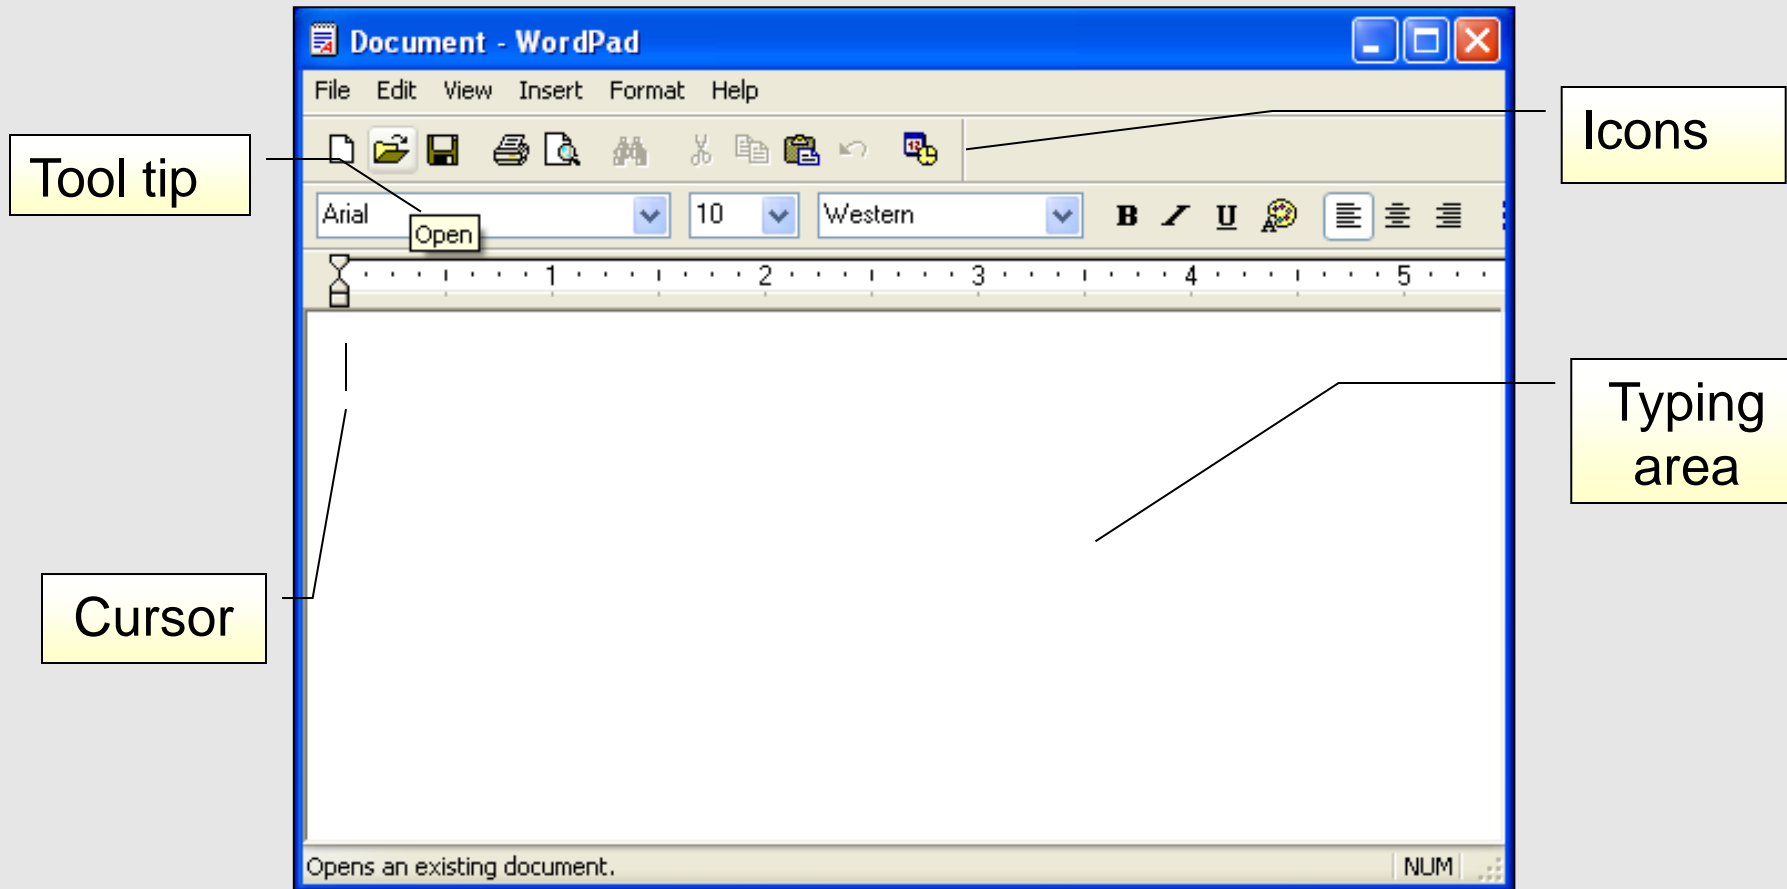 Document - WordPad
File Edit View Insert Format Help
Icons
Tool tip
Arial 10 Western B I U
Open
1 2 3 4 5
Typing
area
Cursor
Opens an existing document. NUM